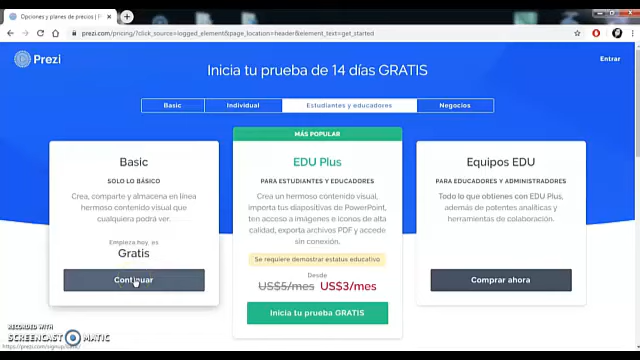 Opciones y planes de precios | P
prezi.com/pricing/?click_source=logged_element&page_location=header&element_text=get_started
Prezi
Entrar
Inicia tu prueba de 14 días GRATIS
Basic
Individual
Estudiantes y educadores
Negocios
MÁS POPULAR
Basic
SOLO LO BÁSICO
Crea, comparte y almacena en línea
hermoso contenido visual que
cualquiera podrá ver.
Empieza hoy, es
Gratis
Continuar
EDU Plus
PARA ESTUDIANTES Y EDUCADORES
Crea un hermoso contenido visual,
importa tus diapositivas de PowerPoint,
ten acceso a imágenes e iconos de alta
calidad, exporta archivos PDF y accede
sin conexión.
Se requiere demostrar estatus educativo
Desde
US$5/mes US$3/mes
Inicia tu prueba GRATIS
Equipos EDU
PARA EDUCADORES Y ADMINISTRADORES
Todo lo que obtienes con EDU Plus,
además de potentes analíticas y
herramientas de colaboración.
Comprar ahora
RECORDED WITH
SCREENCAST MATIC
https://prezi.com/signup/basic/